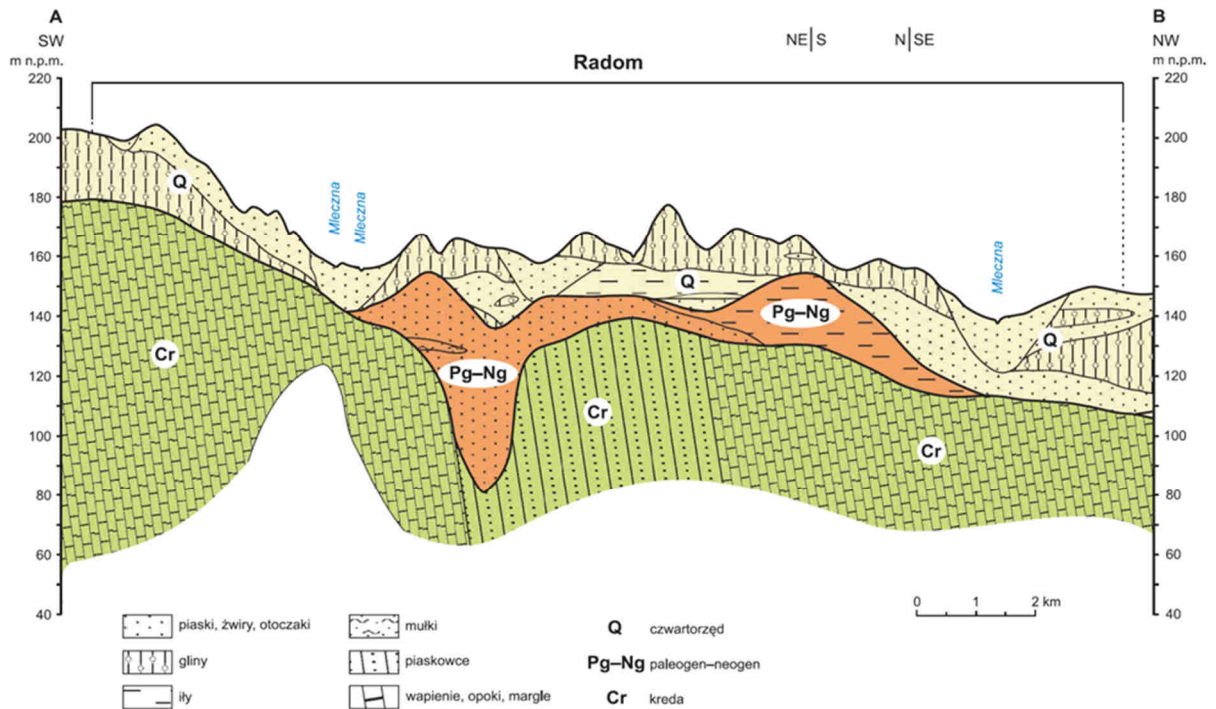 A
B
SW
NE S
N SE
NW
m n.p.m.
m n.p.m.
Radom
220
220
200
200
Q
180
180
Mleczna
Mleczna
Mleczna
160
160
Q
140
Pg–Ng
140
Q
Cr
120
Pg–Ng
120
Cr
100
100
Cr
80
80
60
60
0 1 2 km
40
40
piaski, żwiry, otoczaki
mułki
Q czwartorzęd
gliny
piaskowce
Pg–Ng paleogen–neogen
iły
wapienie, opoki, margle
Cr kreda